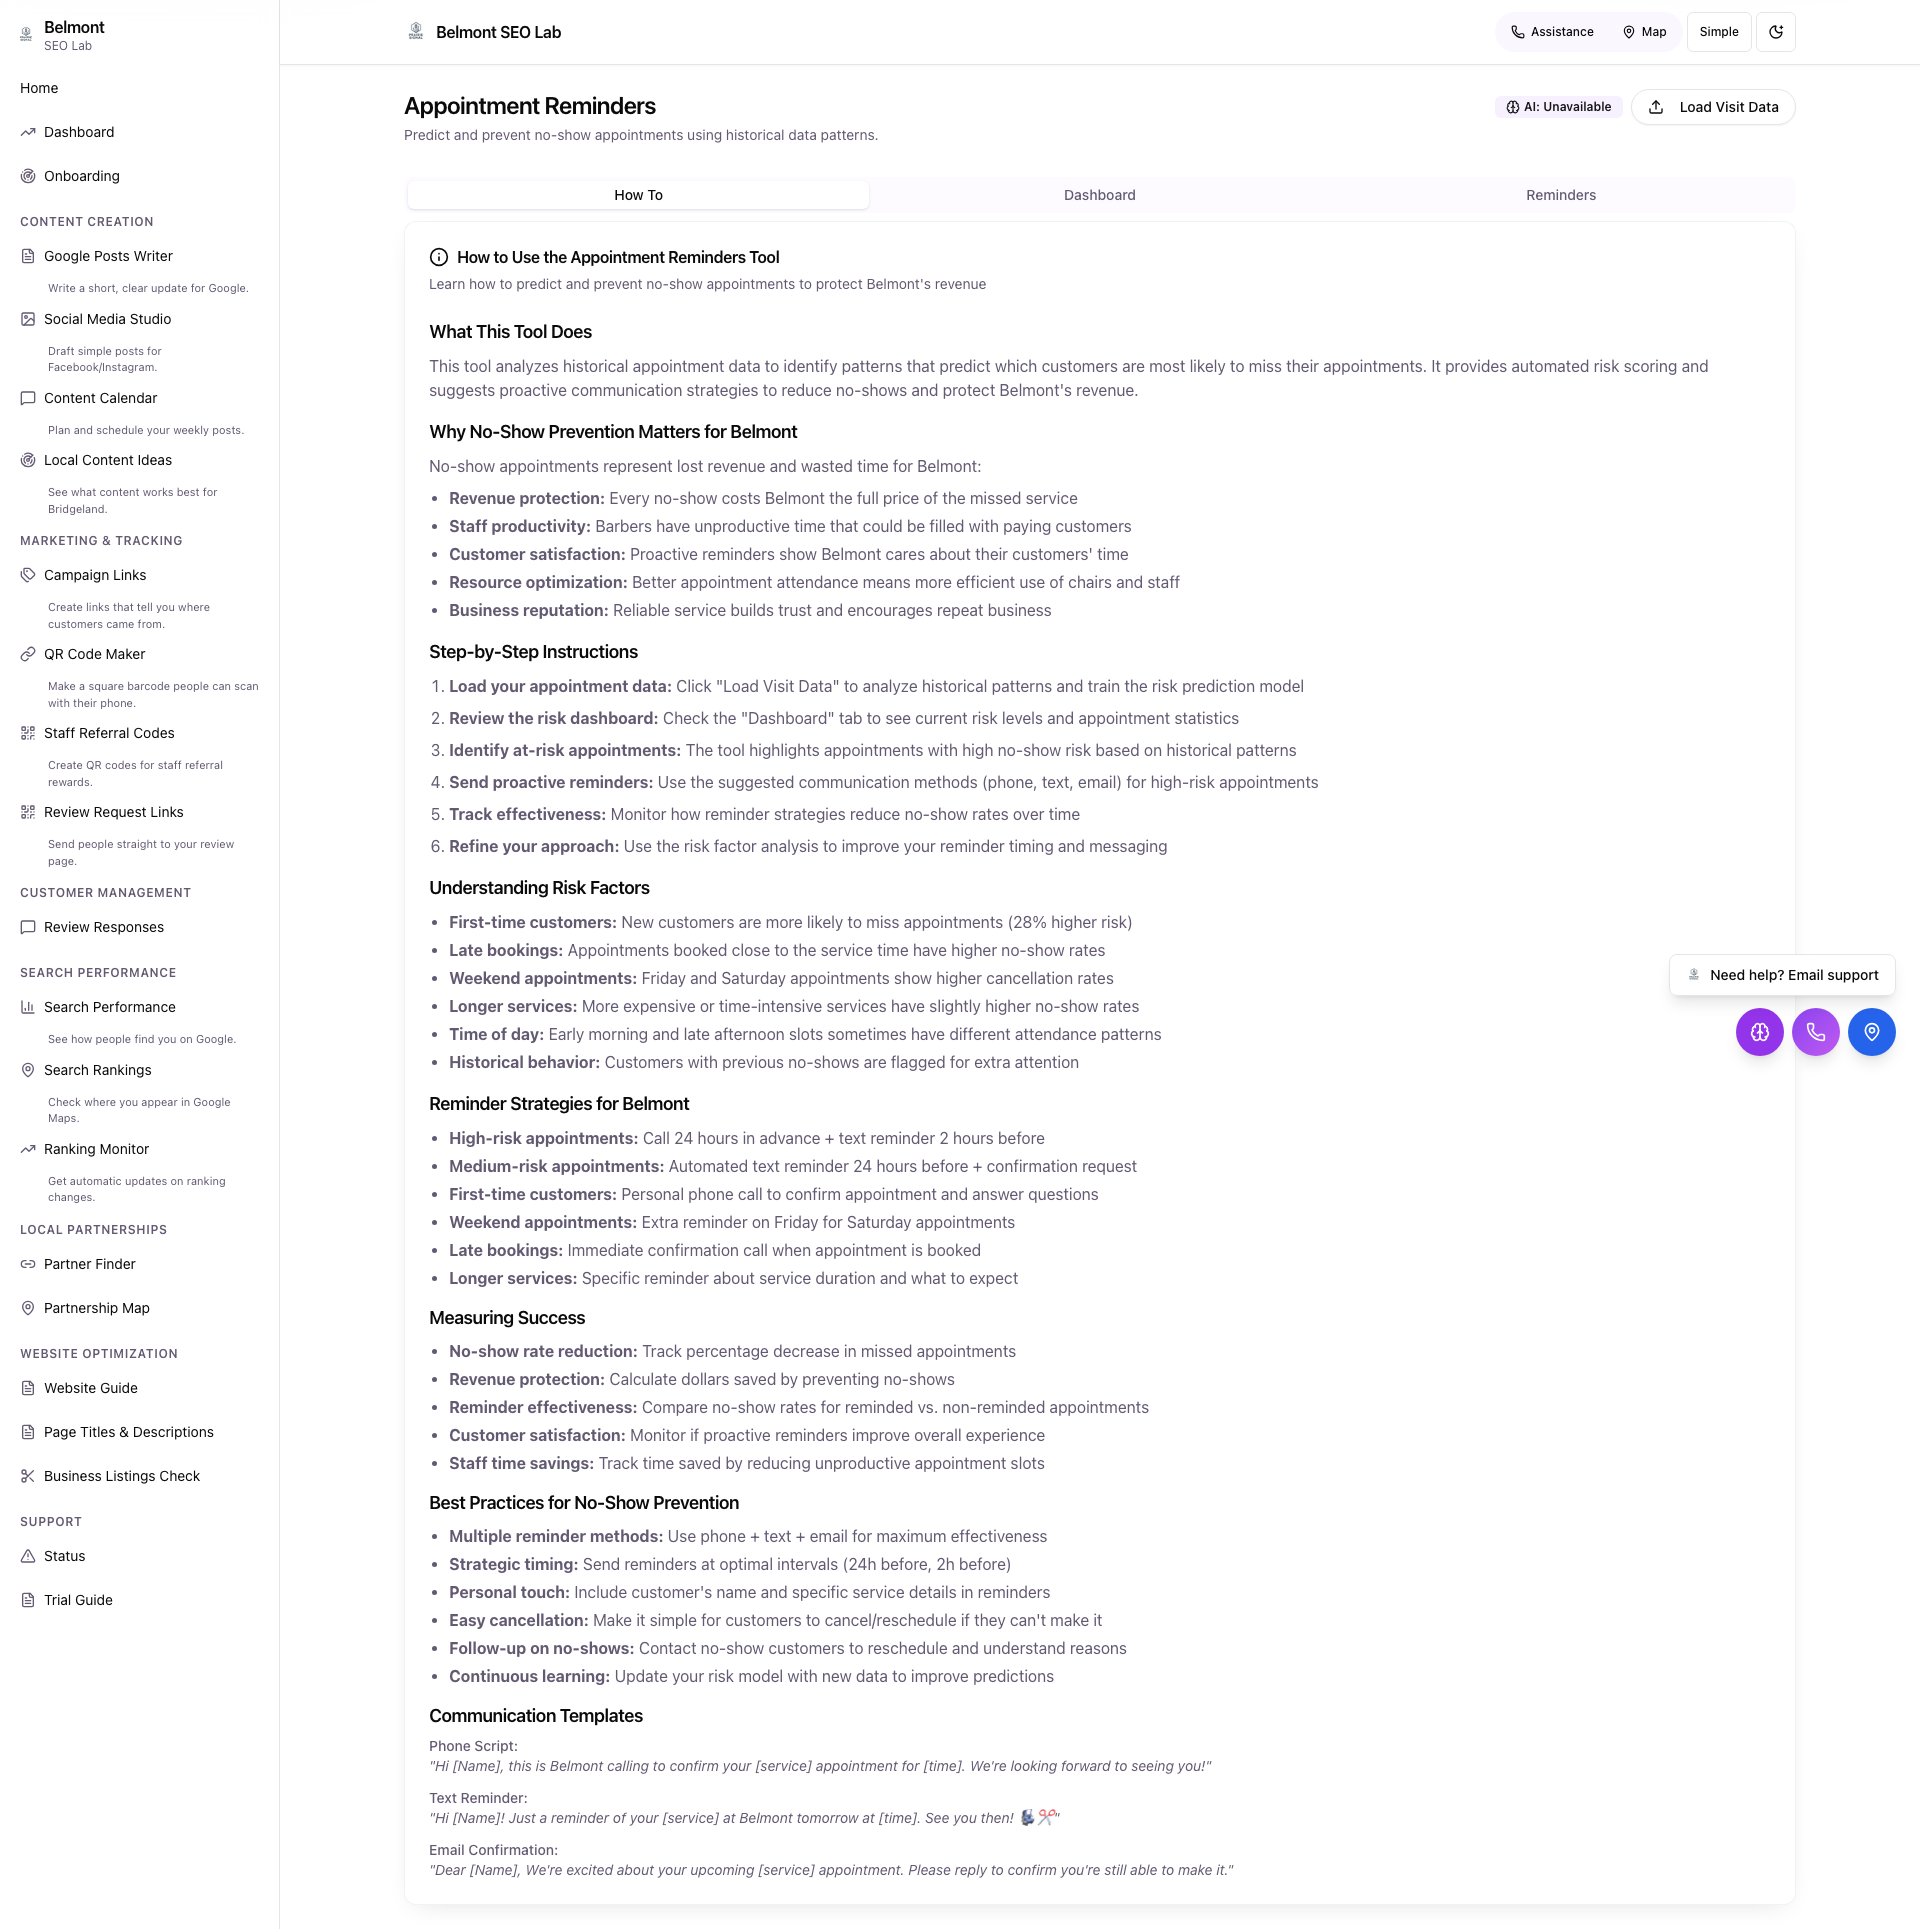 Belmont
SEO Lab
Home
Dashboard
Onboarding
CONTENT CREATION
Google Posts Writer
Write a short, clear update for Google.
Social Media Studio
Draft simple posts for
Facebook/Instagram.
Content Calendar
Plan and schedule your weekly posts.
Local Content Ideas
See what content works best for
Bridgeland.
MARKETING & TRACKING
Campaign Links
Create links that tell you where
customers came from.
QR Code Maker
Make a square barcode people can scan
with their phone.
Staff Referral Codes
Create QR codes for staff referral
rewards.
Review Request Links
Send people straight to your review
page.
CUSTOMER MANAGEMENT
Review Responses
SEARCH PERFORMANCE
Search Performance
See how people find you on Google.
Search Rankings
Check where you appear in Google
Maps.
Ranking Monitor
Get automatic updates on ranking
changes.
LOCAL PARTNERSHIPS
Partner Finder
Partnership Map
WEBSITE OPTIMIZATION
Website Guide
Page Titles & Descriptions
Business Listings Check
SUPPORT
Status
Trial Guide
Belmont SEO Lab
Assistance
Map
Simple
Appointment Reminders
Predict and prevent no-show appointments using historical data patterns.
AI: Unavailable
Load Visit Data
How To
Dashboard
Reminders
How to Use the Appointment Reminders Tool
Learn how to predict and prevent no-show appointments to protect Belmont's revenue
What This Tool Does
This tool analyzes historical appointment data to identify patterns that predict which customers are most likely to miss their appointments. It provides automated risk scoring and
suggests proactive communication strategies to reduce no-shows and protect Belmont's revenue.
Why No-Show Prevention Matters for Belmont
No-show appointments represent lost revenue and wasted time for Belmont:
• Revenue protection: Every no-show costs Belmont the full price of the missed service
• Staff productivity: Barbers have unproductive time that could be filled with paying customers
• Customer satisfaction: Proactive reminders show Belmont cares about their customers' time
• Resource optimization: Better appointment attendance means more efficient use of chairs and staff
• Business reputation: Reliable service builds trust and encourages repeat business
Step-by-Step Instructions
1. Load your appointment data: Click "Load Visit Data" to analyze historical patterns and train the risk prediction model
2. Review the risk dashboard: Check the "Dashboard" tab to see current risk levels and appointment statistics
3. Identify at-risk appointments: The tool highlights appointments with high no-show risk based on historical patterns
4. Send proactive reminders: Use the suggested communication methods (phone, text, email) for high-risk appointments
5. Track effectiveness: Monitor how reminder strategies reduce no-show rates over time
6. Refine your approach: Use the risk factor analysis to improve your reminder timing and messaging
Understanding Risk Factors
• First-time customers: New customers are more likely to miss appointments (28% higher risk)
• Late bookings: Appointments booked close to the service time have higher no-show rates
• Weekend appointments: Friday and Saturday appointments show higher cancellation rates
• Longer services: More expensive or time-intensive services have slightly higher no-show rates
• Time of day: Early morning and late afternoon slots sometimes have different attendance patterns
• Historical behavior: Customers with previous no-shows are flagged for extra attention
Reminder Strategies for Belmont
• High-risk appointments: Call 24 hours in advance + text reminder 2 hours before
• Medium-risk appointments: Automated text reminder 24 hours before + confirmation request
• First-time customers: Personal phone call to confirm appointment and answer questions
• Weekend appointments: Extra reminder on Friday for Saturday appointments
• Late bookings: Immediate confirmation call when appointment is booked
• Longer services: Specific reminder about service duration and what to expect
Measuring Success
• No-show rate reduction: Track percentage decrease in missed appointments
• Revenue protection: Calculate dollars saved by preventing no-shows
• Reminder effectiveness: Compare no-show rates for reminded vs. non-reminded appointments
• Customer satisfaction: Monitor if proactive reminders improve overall experience
• Staff time savings: Track time saved by reducing unproductive appointment slots
Best Practices for No-Show Prevention
• Multiple reminder methods: Use phone + text + email for maximum effectiveness
• Strategic timing: Send reminders at optimal intervals (24h before, 2h before)
• Personal touch: Include customer's name and specific service details in reminders
• Easy cancellation: Make it simple for customers to cancel/reschedule if they can't make it
• Follow-up on no-shows: Contact no-show customers to reschedule and understand reasons
• Continuous learning: Update your risk model with new data to improve predictions
Communication Templates
Phone Script:
"Hi [Name], this is Belmont calling to confirm your [service] appointment for [time]. We're looking forward to seeing you!"
Text Reminder:
"Hi [Name]! Just a reminder of your [service] at Belmont tomorrow at [time]. See you then! 💈✂️"
Email Confirmation:
"Dear [Name], We're excited about your upcoming [service] appointment. Please reply to confirm you're still able to make it."
Need help? Email support